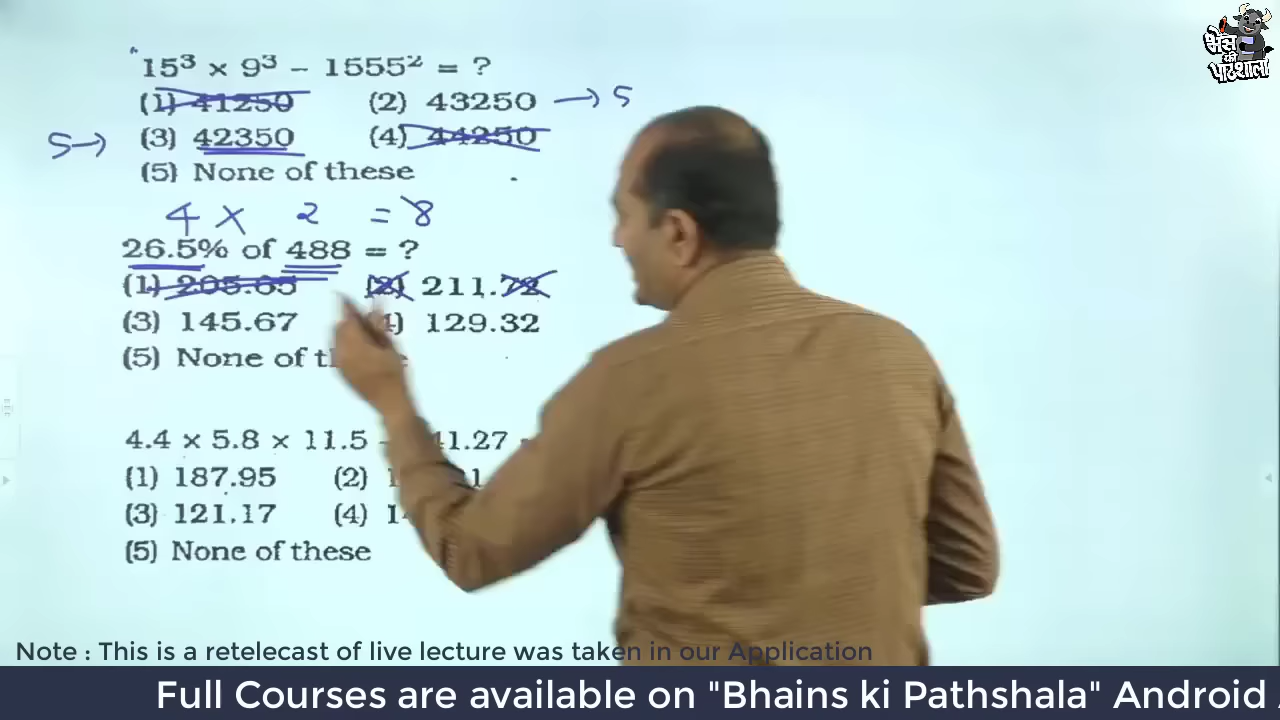 भैंस
की
पाठशाला
15³ × 9³ – 1555² = ?
(1) 41250 (2) 43250 → 5
5 → (3) 42350 (4) 44250
(5) None of these
4 × 2 = 8
26.5% of 488 = ?
(1) 205.65 (2) 211.72
(3) 145.67 4) 129.32
(5) None of
4.4 × 5.8 × 11.5 41.27
(1) 187.95 (2)
(3) 121.17 (4)
(5) None of these
Note : This is a retelecast of live lecture was taken in our Application
Full Courses are available on "Bhains ki Pathshala" Android